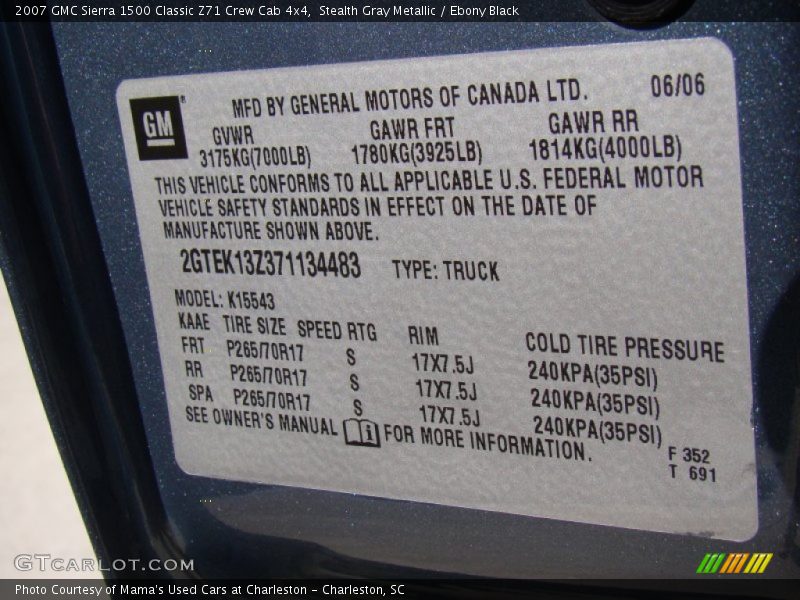 2007 GMC Sierra 1500 Classic Z71 Crew Cab 4x4,  Stealth Gray Metallic / Ebony Black
GM
MFD BY GENERAL MOTORS OF CANADA LTD. 06/06
GVWR GAWR FRT GAWR RR
3175KG(7000LB) 1780KG(3925LB) 1814KG(4000LB)
THIS VEHICLE CONFORMS TO ALL APPLICABLE U.S. FEDERAL MOTOR
VEHICLE SAFETY STANDARDS IN EFFECT ON THE DATE OF
MANUFACTURE SHOWN ABOVE.
2GTEK13Z371134483 TYPE: TRUCK
MODEL: K15543
KAAE TIRE SIZE SPEED RTG RIM COLD TIRE PRESSURE
FRT P265/70R17 S 17X7.5J 240KPA(35PSI)
RR P265/70R17 S 17X7.5J 240KPA(35PSI)
SPA P265/70R17 S 17X7.5J 240KPA(35PSI)
SEE OWNER'S MANUAL i FOR MORE INFORMATION.
F 352
T 691
GTCARLOT.COM
Photo Courtesy of Mama's Used Cars at Charleston - Charleston, SC